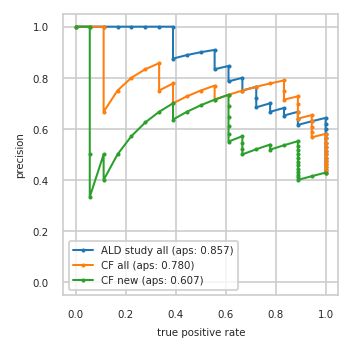 1.0
0.8
0.6
0.4
0.2
0.0
precision
ALD study all (aps: 0.857)
CF all (aps: 0.780)
CF new (aps: 0.607)
0.0 0.2 0.4 0.6 0.8 1.0
true positive rate